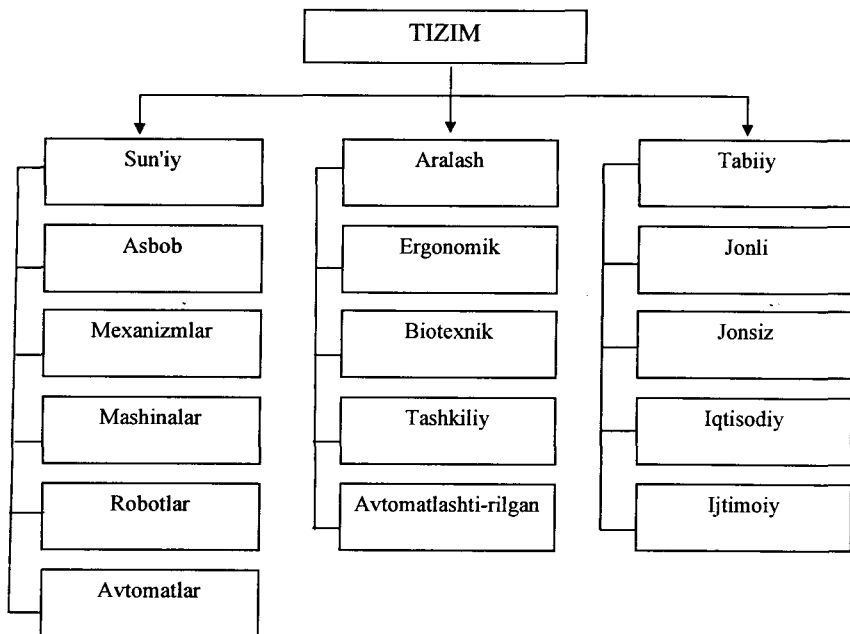 TIZIM
Sun'iy
Aralash
Tabiiy
Asbob
Ergonomik
Jonli
Mexanizmlar
Biotexnik
Jonsiz
Mashinalar
Tashkiliy
Iqtisodiy
Robotlar
Avtomatlashti-rilgan
Ijtimoiy
Avtomatlar